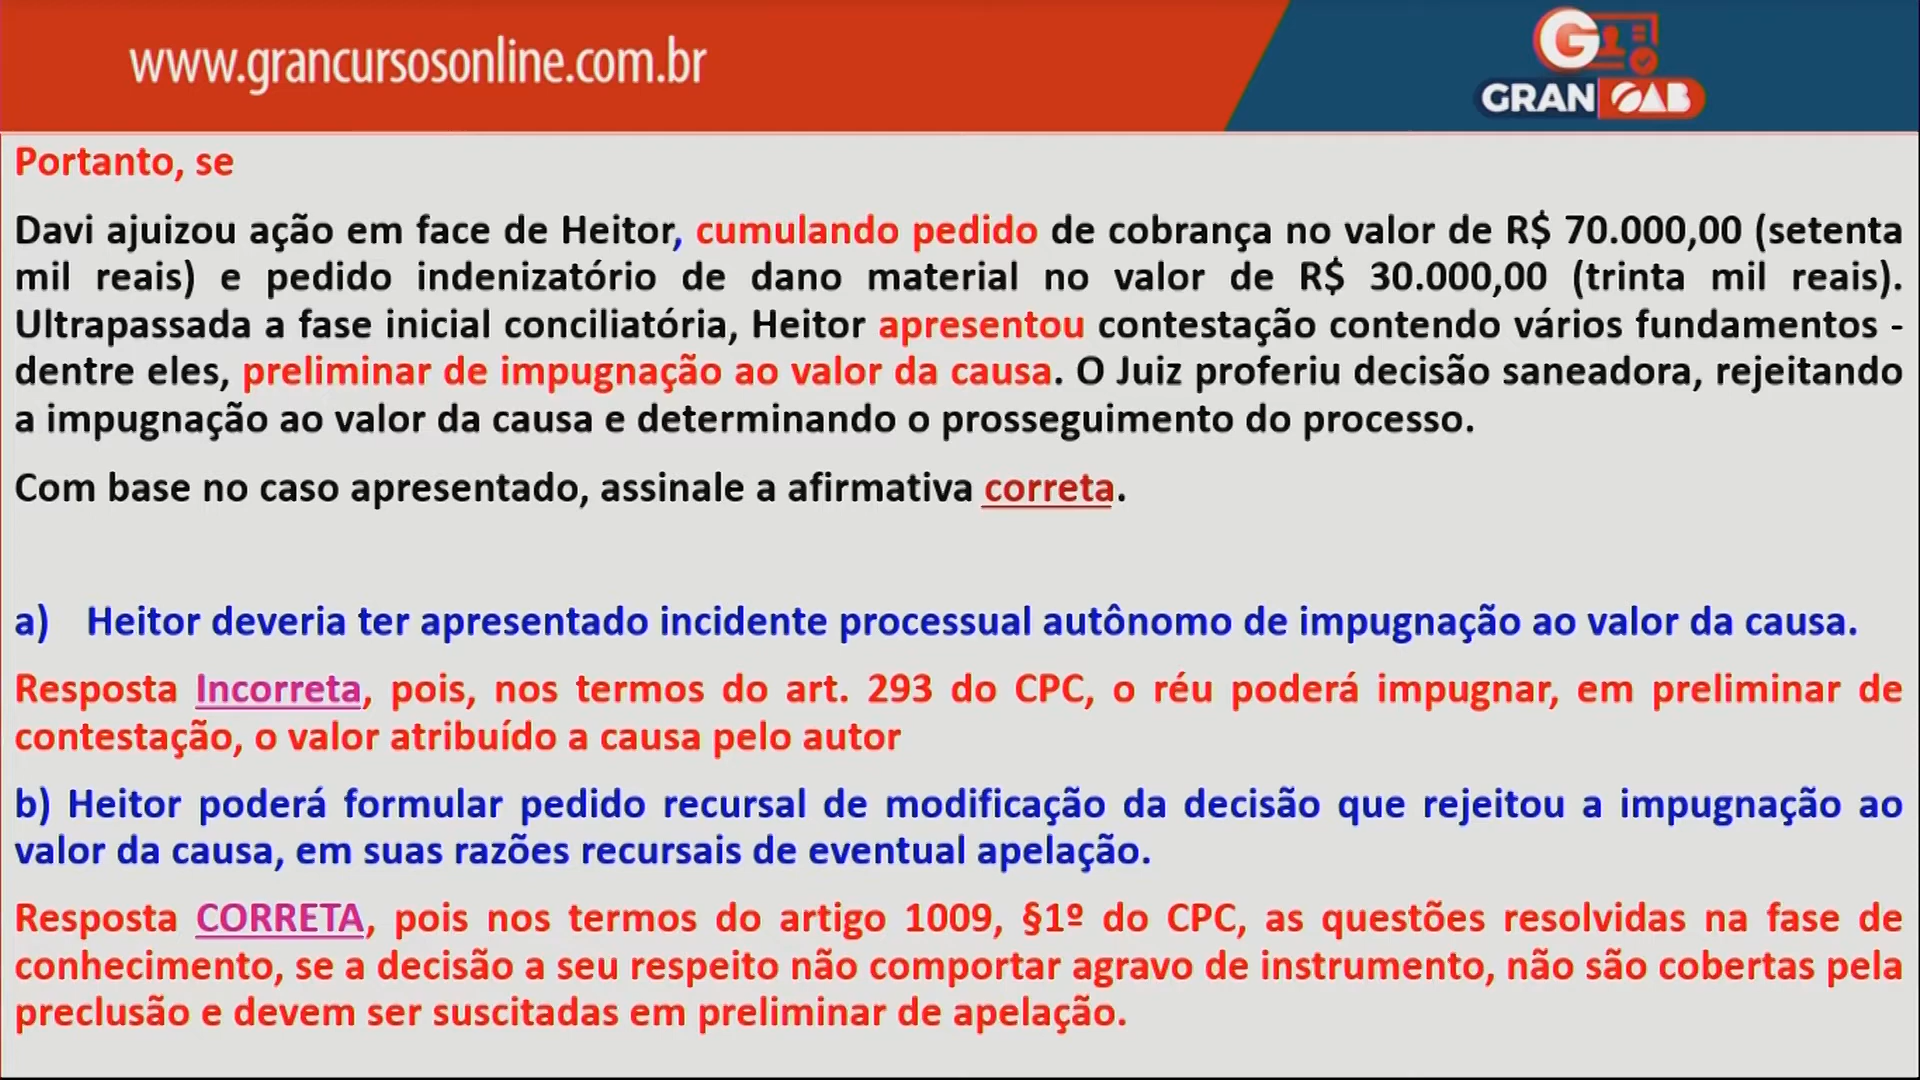 www.grancursosonline.com.br
G
GRAN OAB
Portanto, se
Davi ajuizou ação em face de Heitor, cumulando pedido de cobrança no valor de R$ 70.000,00 (setenta
mil reais) e pedido indenizatório de dano material no valor de R$ 30.000,00 (trinta mil reais).
Ultrapassada a fase inicial conciliatória, Heitor apresentou contestação contendo vários fundamentos -
dentre eles, preliminar de impugnação ao valor da causa. O Juiz proferiu decisão saneadora, rejeitando
a impugnação ao valor da causa e determinando o prosseguimento do processo.
Com base no caso apresentado, assinale a afirmativa correta.
a) Heitor deveria ter apresentado incidente processual autônomo de impugnação ao valor da causa.
Resposta Incorreta, pois, nos termos do art. 293 do CPC, o réu poderá impugnar, em preliminar de
contestação, o valor atribuído a causa pelo autor
b) Heitor poderá formular pedido recursal de modificação da decisão que rejeitou a impugnação ao
valor da causa, em suas razões recursais de eventual apelação.
Resposta CORRETA, pois nos termos do artigo 1009, §1º do CPC, as questões resolvidas na fase de
conhecimento, se a decisão a seu respeito não comportar agravo de instrumento, não são cobertas pela
preclusão e devem ser suscitadas em preliminar de apelação.